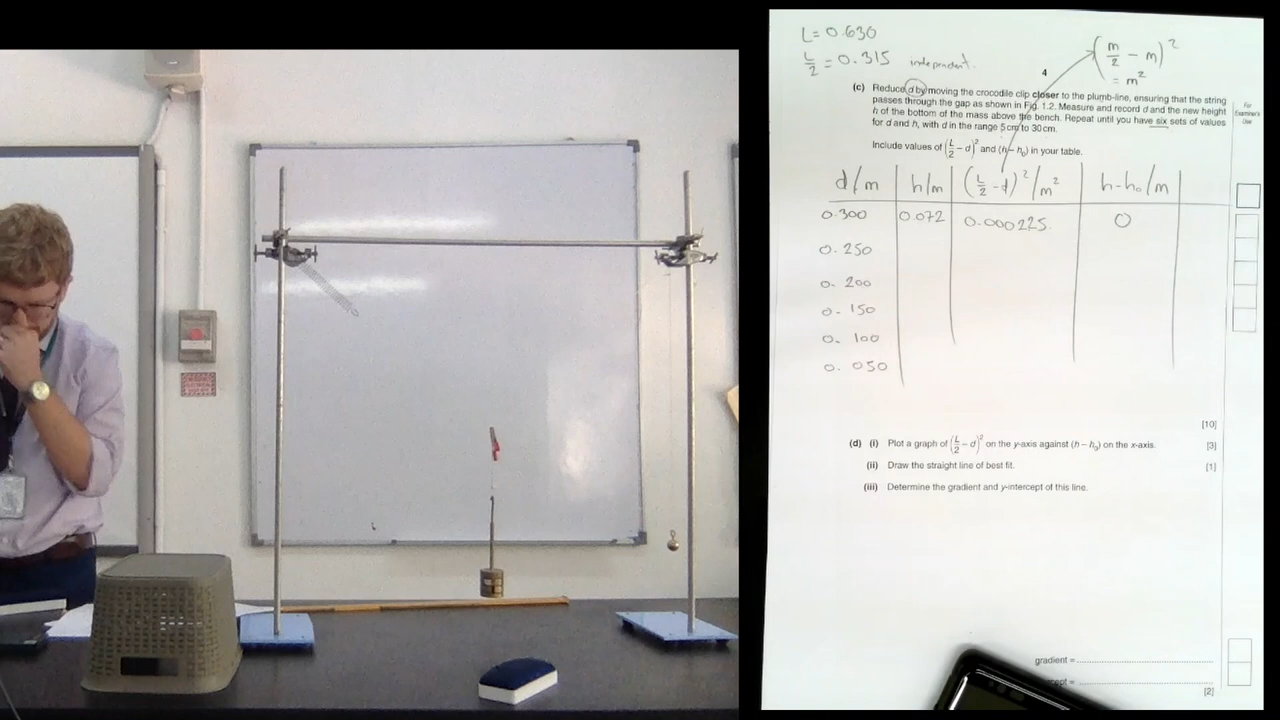 L = 0.630
L/2 = 0.315 independent.
(m/2 - m)²
= m²
4
For
Examiner's
Use
(c) Reduce d by moving the crocodile clip closer to the plumb-line, ensuring that the string
passes through the gap as shown in Fig. 1.2. Measure and record d and the new height
h of the bottom of the mass above the bench. Repeat until you have six sets of values
for d and h, with d in the range 5 cm to 30 cm.
Include values of (L/2 - d)² and (h - h₀) in your table.
d/m h/m (L/2 - d)²/m² h-h₀/m
0.300 0.072 0.000225 0
0.250
0.200
0.150
0.100
0.050
[10]
(d) (i) Plot a graph of (L/2 - d)² on the y-axis against (h - h₀) on the x-axis. [3]
(ii) Draw the straight line of best fit. [1]
(iii) Determine the gradient and y-intercept of this line.
gradient =
cept =
[2]